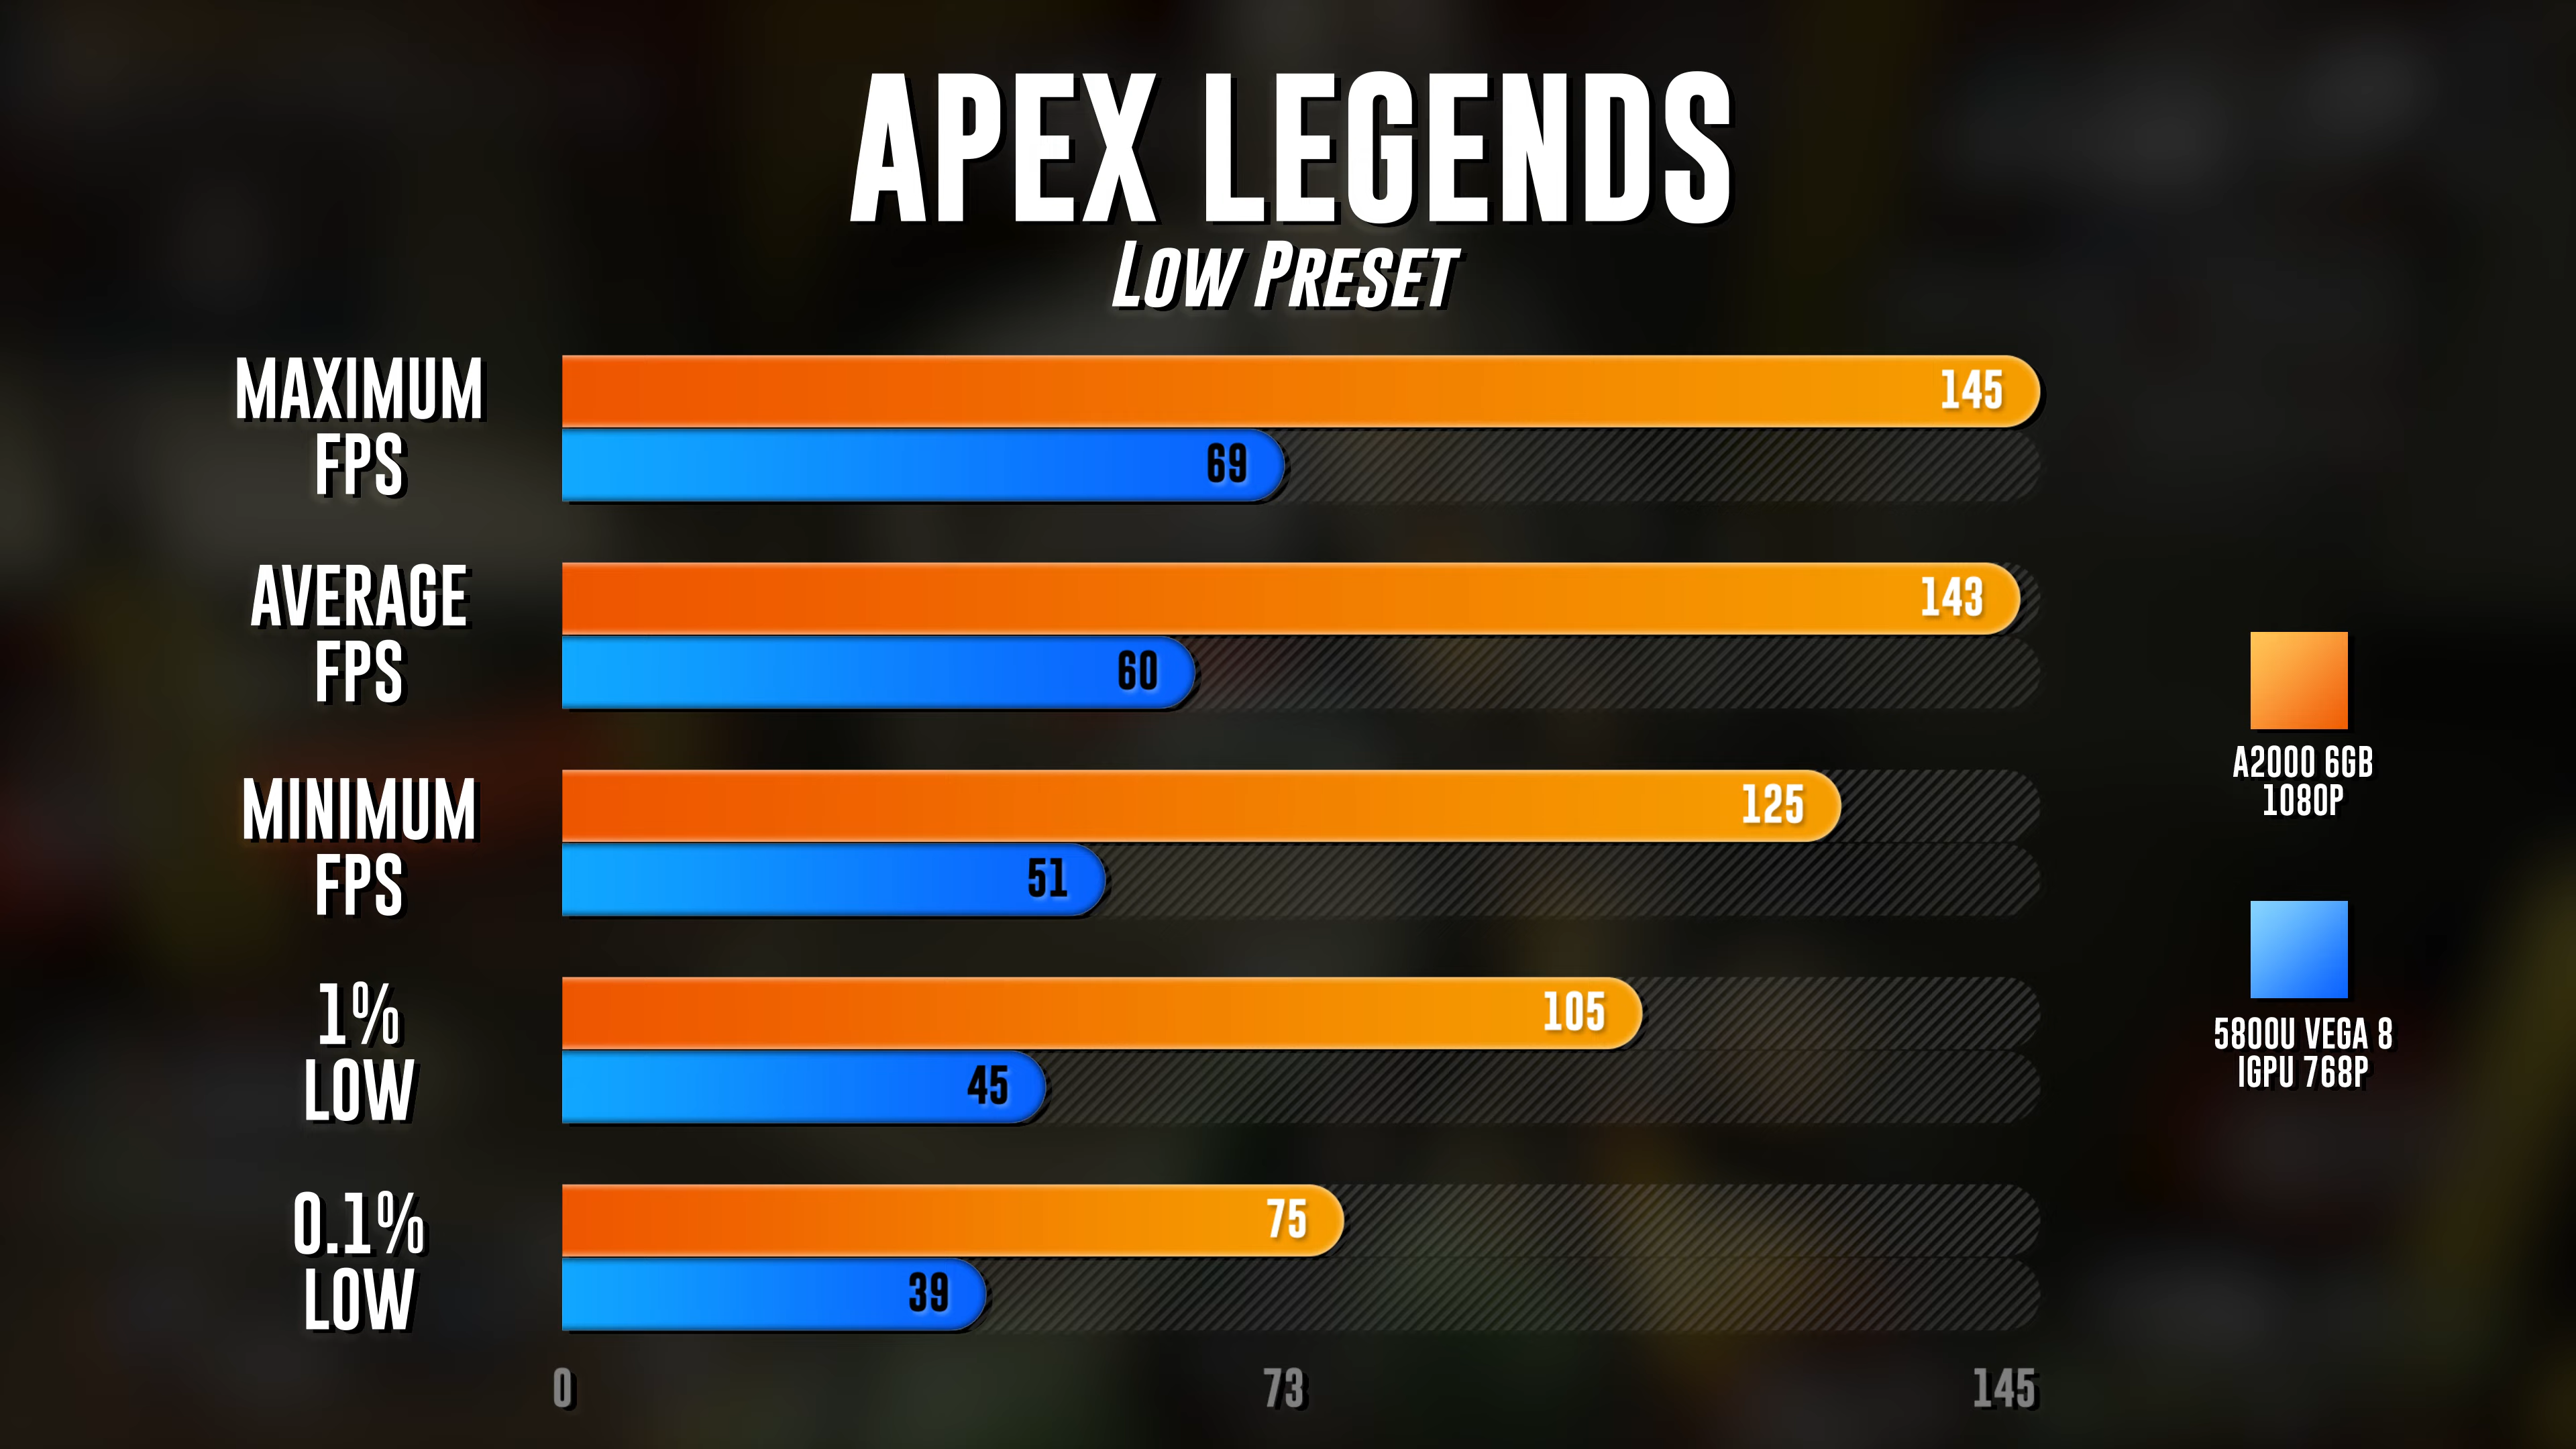 APEX LEGENDS
LOW PRESET
MAXIMUM
FPS
145
69
AVERAGE
FPS
143
60
MINIMUM
FPS
125
51
1%
LOW
105
45
0.1%
LOW
75
39
0
73
145
A2000 6GB
1080P
5800U VEGA 8
IGPU 768P